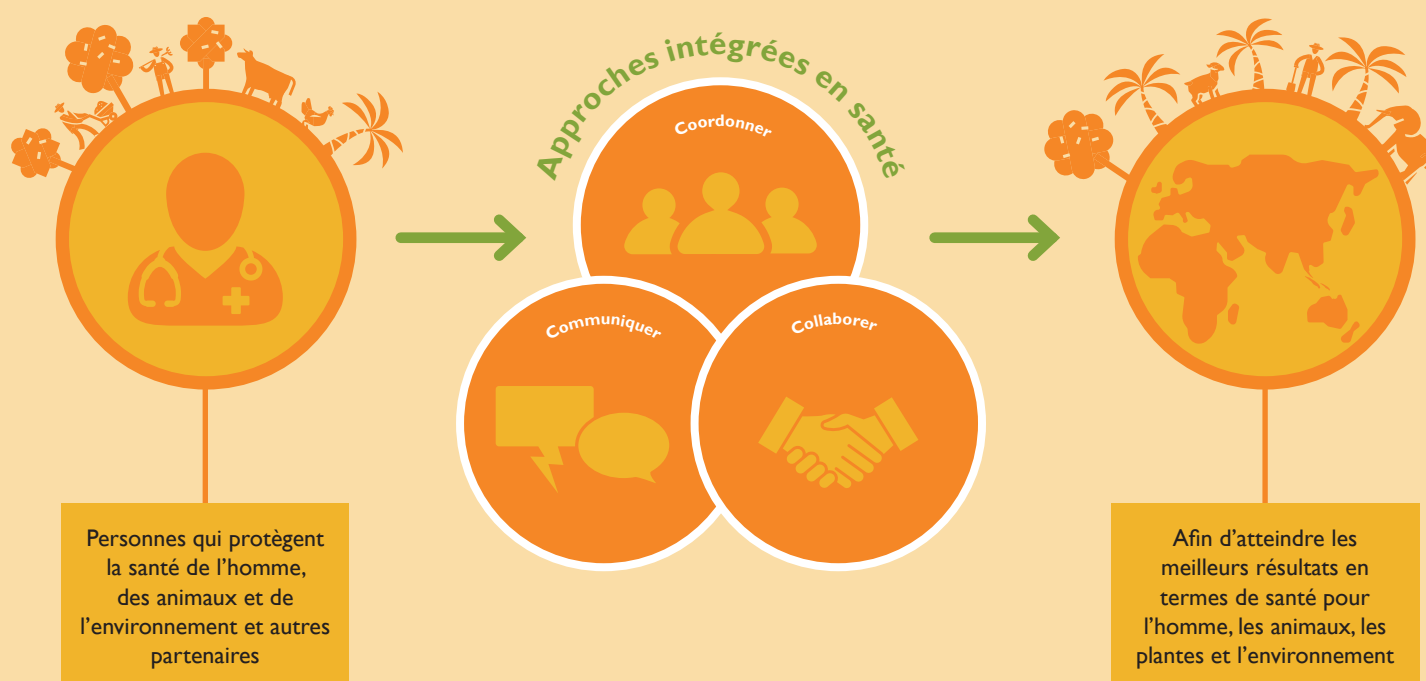 Approches intégrées en santé
Coordonner
Communiquer
Collaborer
Personnes qui protègent
la santé de l’homme,
des animaux et de
l’environnement et autres
partenaires
Afin d’atteindre les
meilleurs résultats en
termes de santé pour
l’homme, les animaux, les
plantes et l’environnement